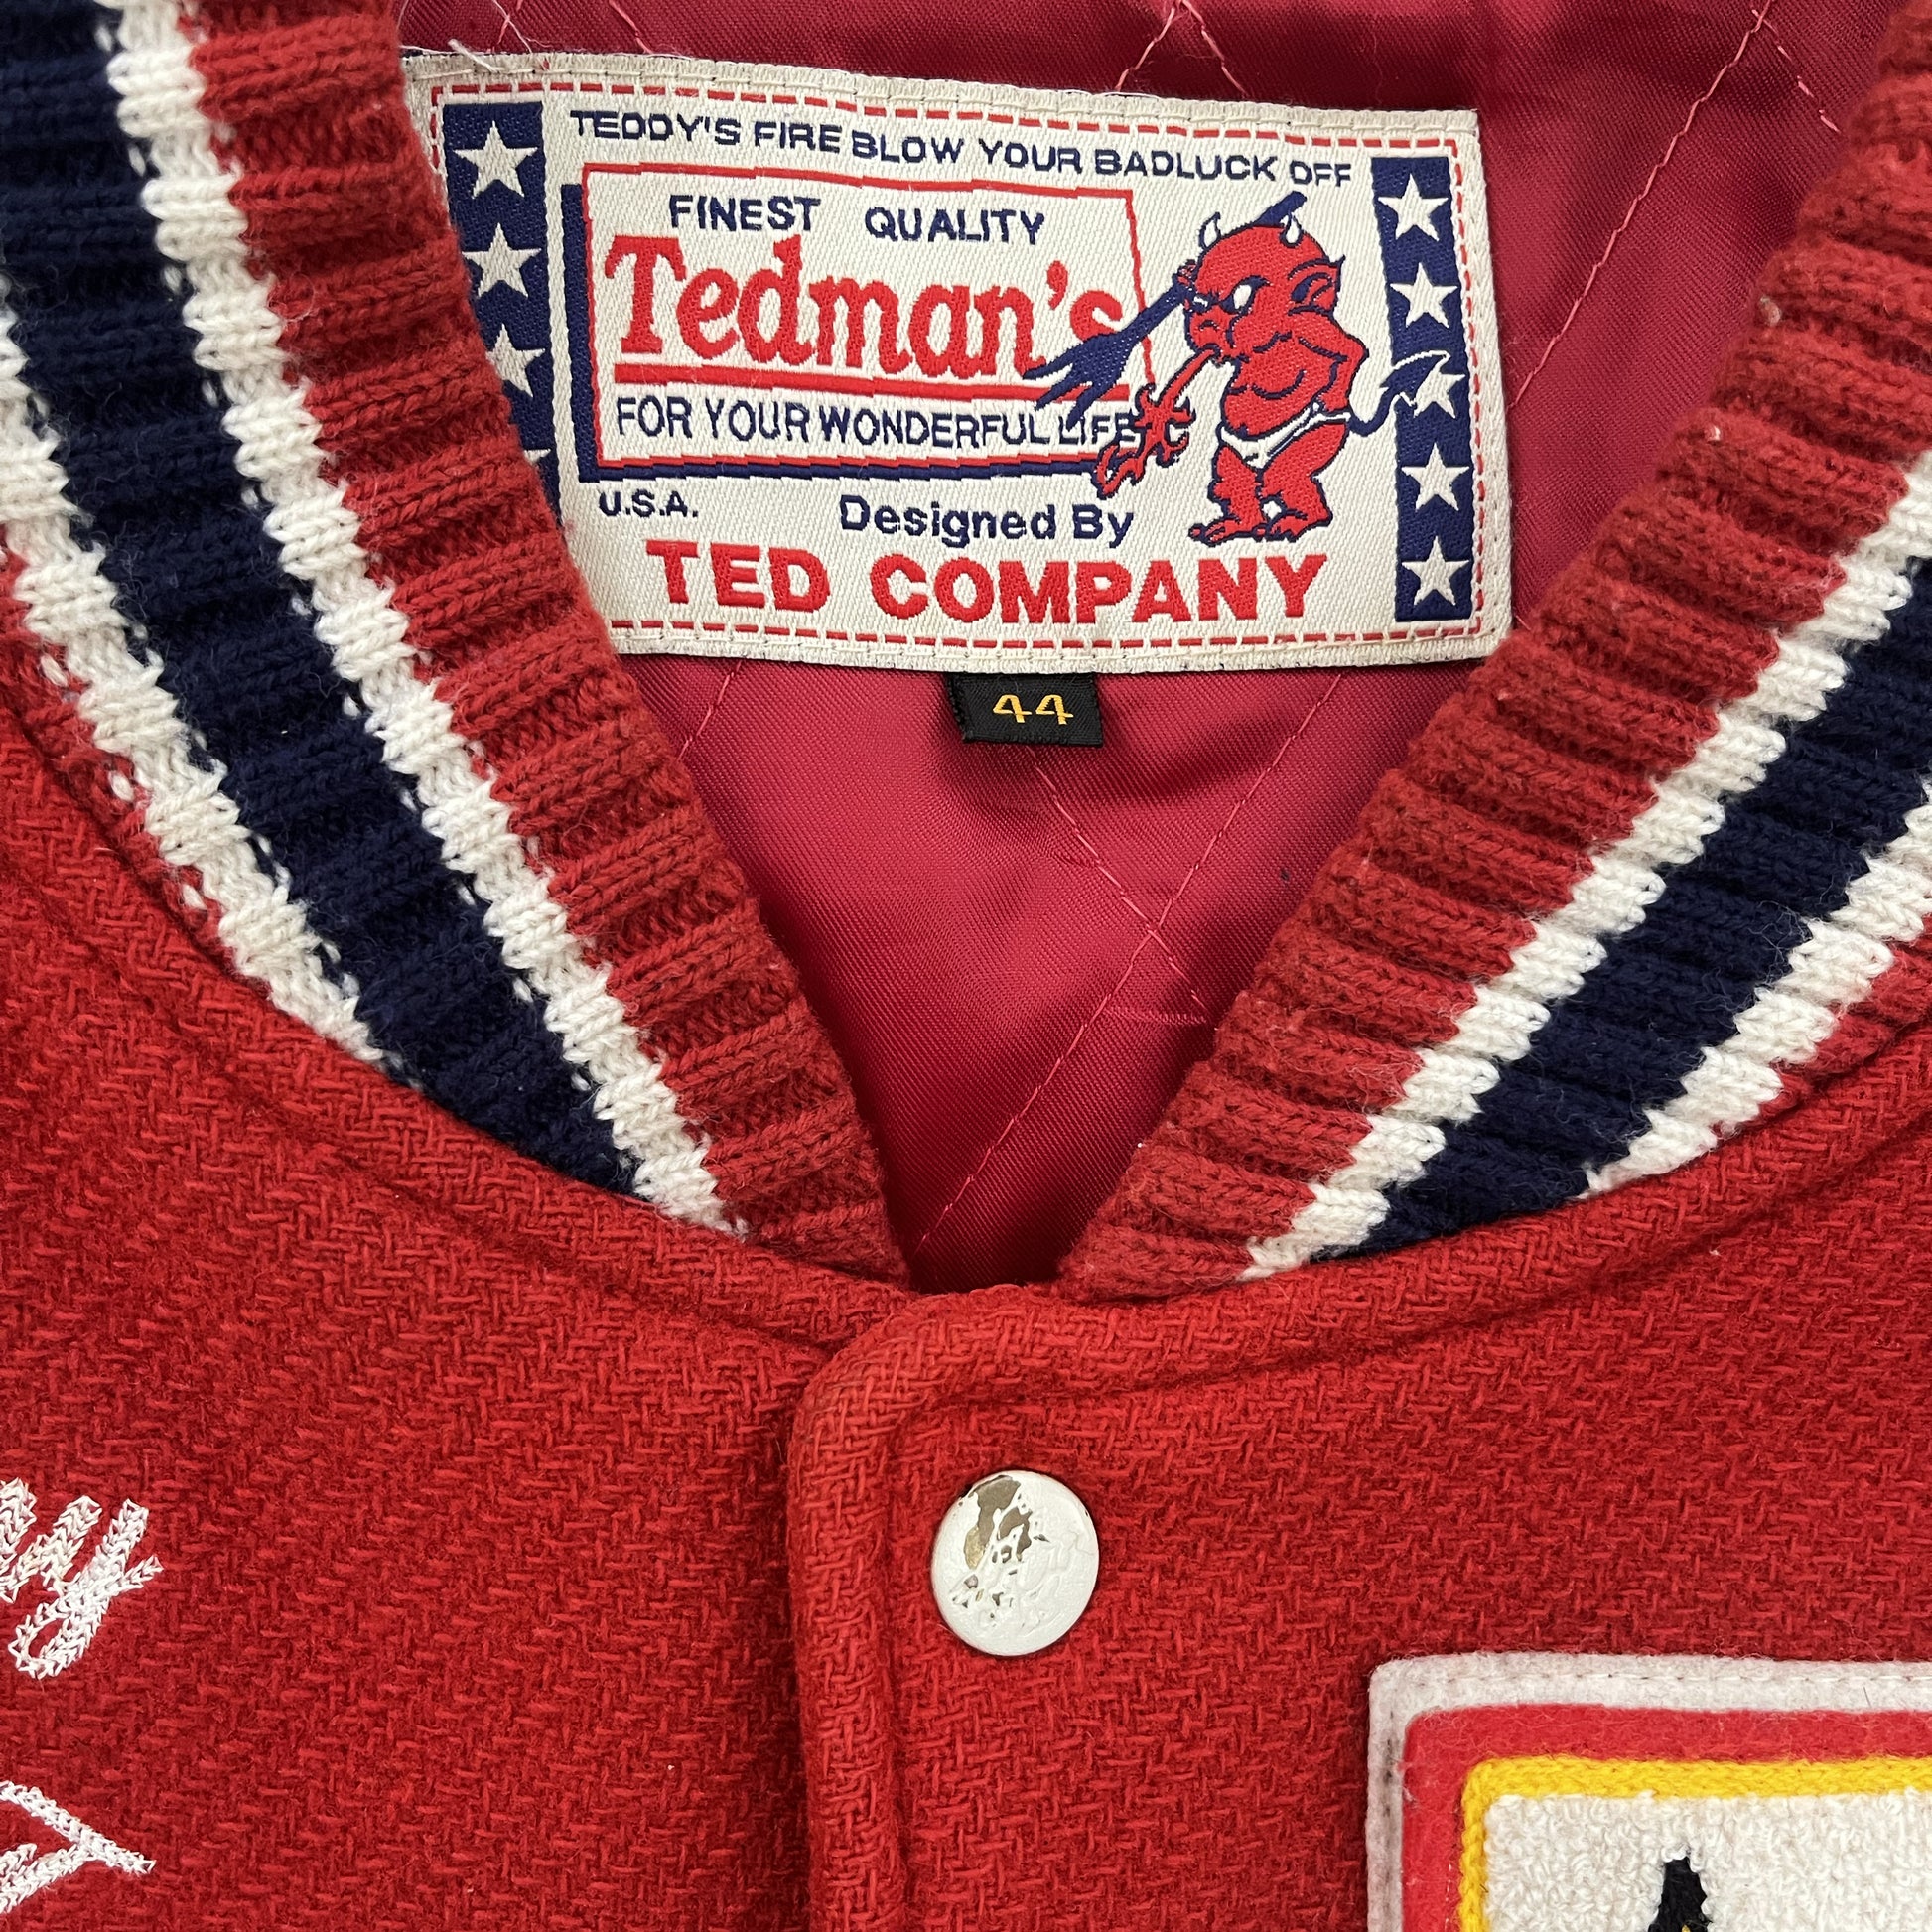 TEDDY'S FIRE BLOW YOUR BADLUCK OFF
FINEST QUALITY
Tedman's
FOR YOUR WONDERFUL LIFE
U.S.A. Designed By
TED COMPANY
44